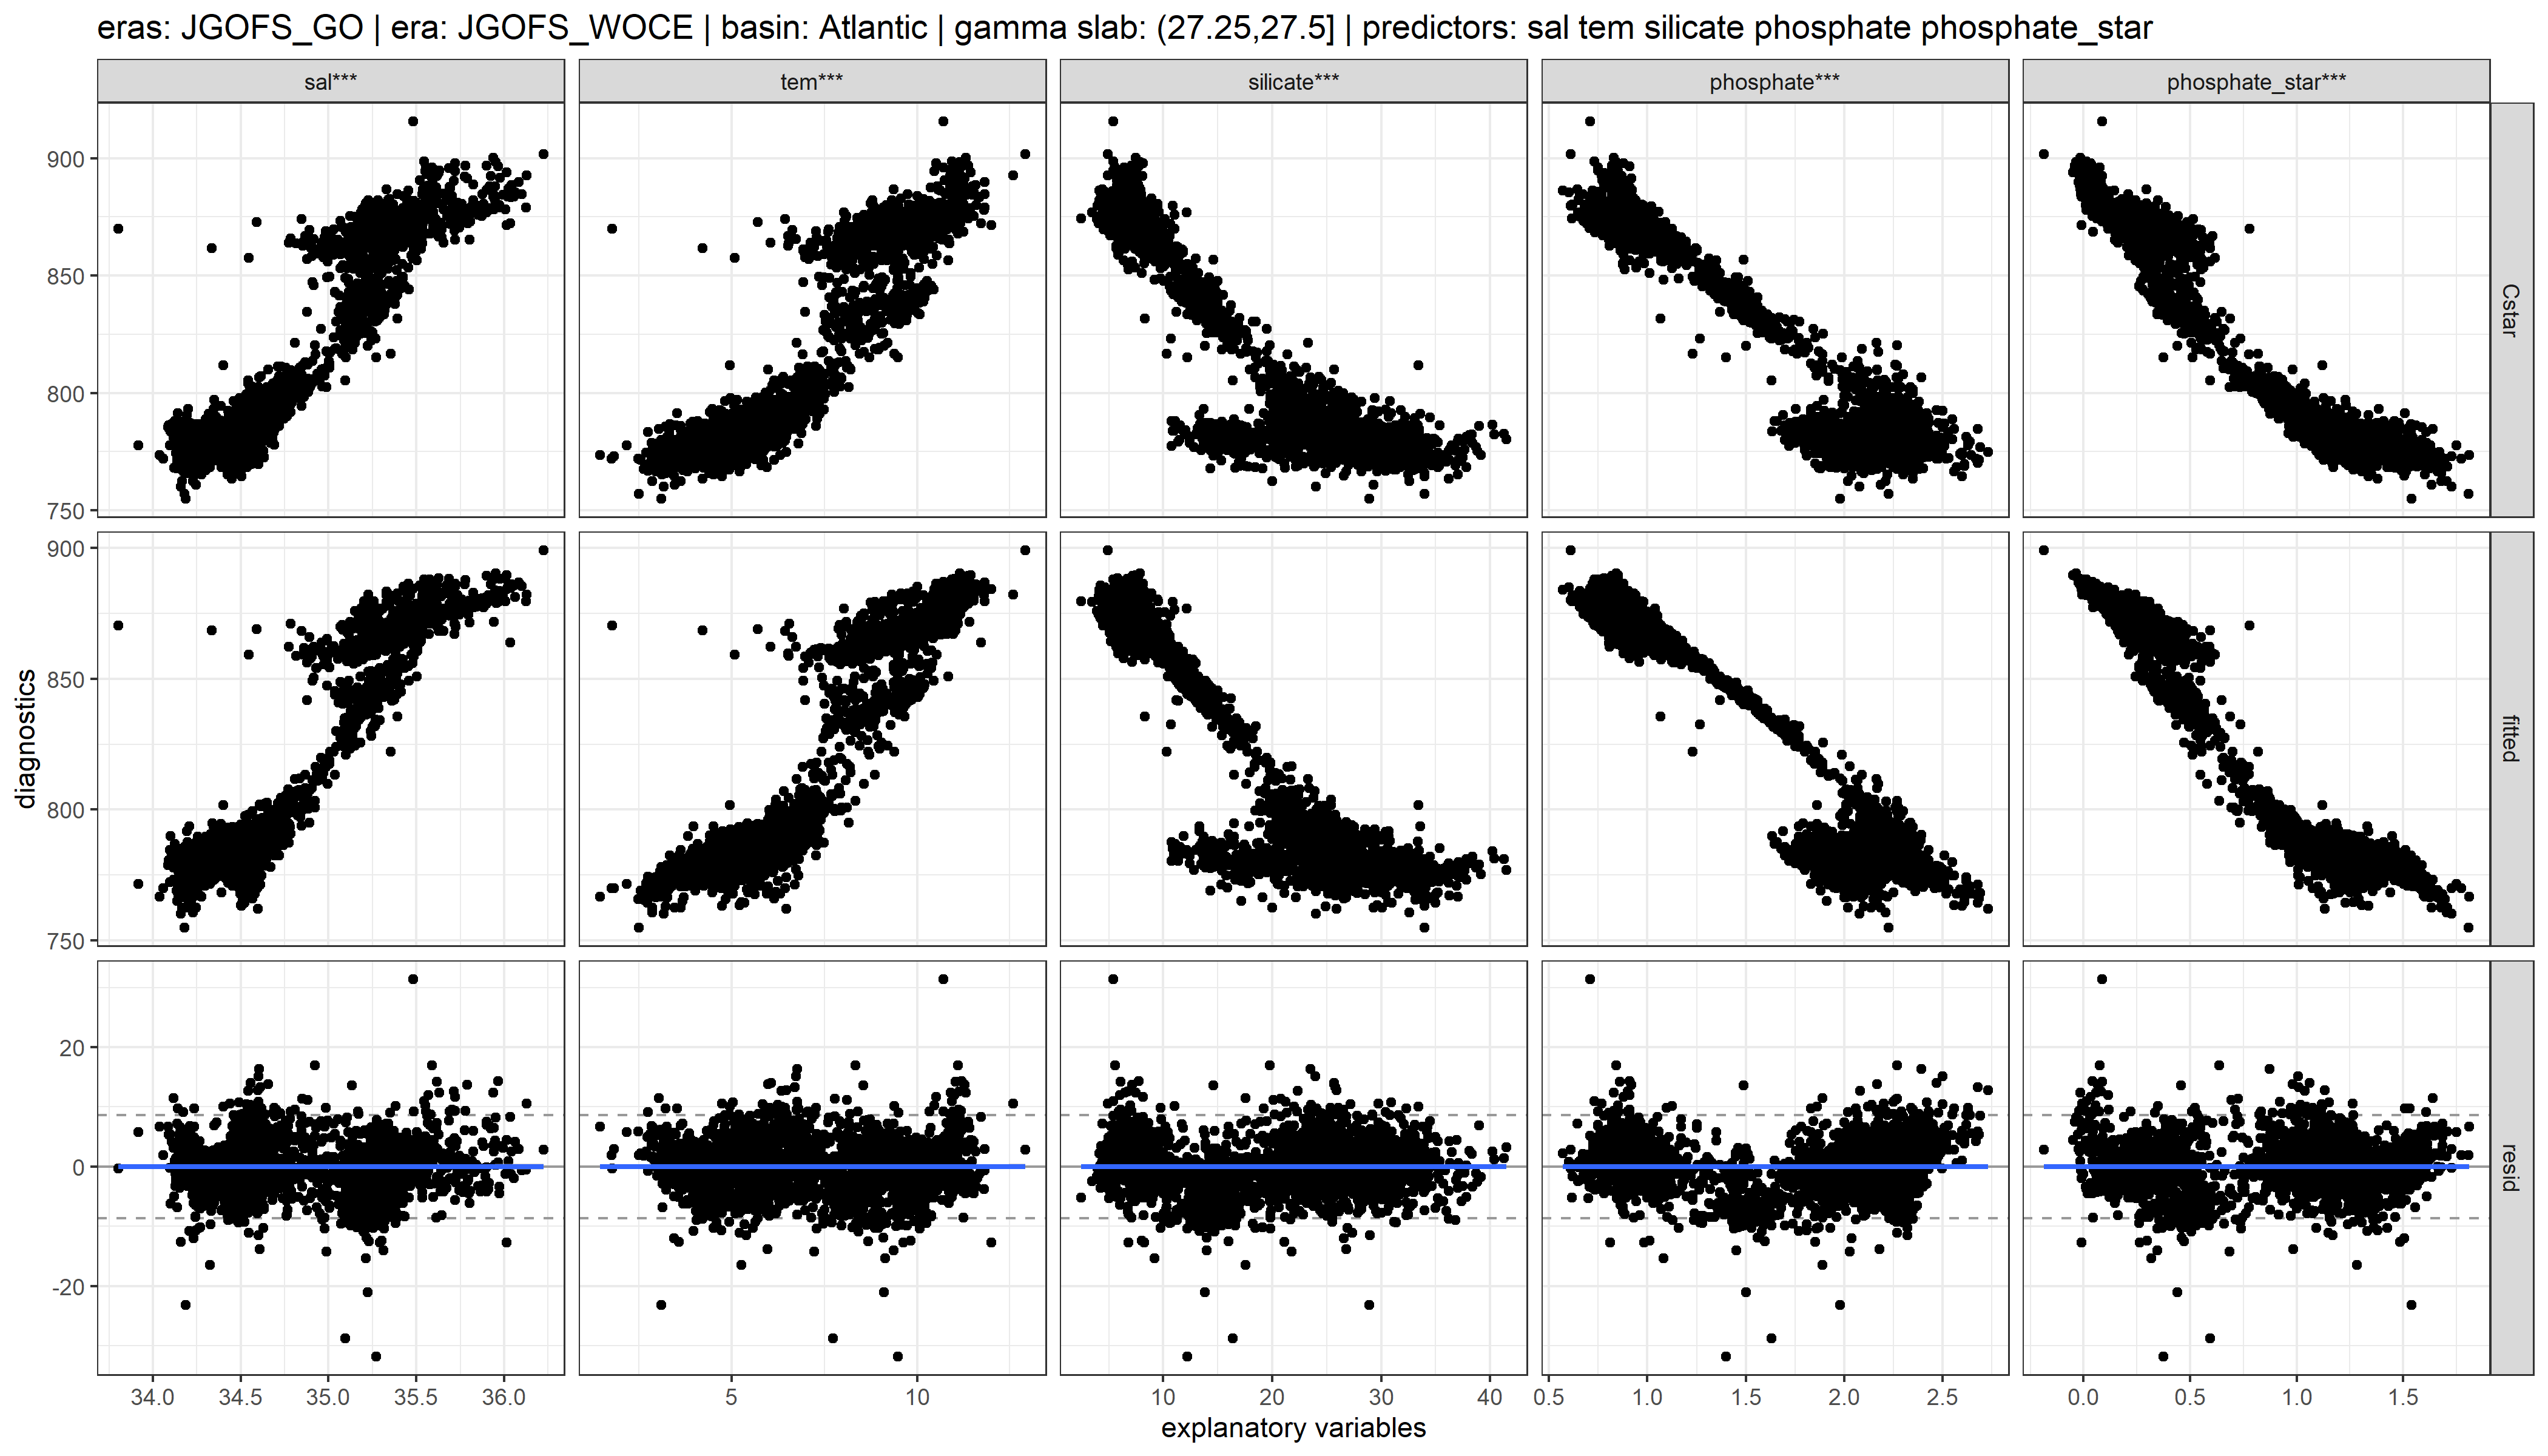 eras: JGOFS_GO | era: JGOFS_WOCE | basin: Atlantic | gamma slab: (27.25,27.5] | predictors: sal tem silicate phosphate phosphate_star
sal*** tem*** silicate*** phosphate*** phosphate_star***
900
850
800
750
Cstar
900
850
800
750
fitted
diagnostics
20
0
-20
resid
34.0 34.5 35.0 35.5 36.0 5 10 10 20 30 40 0.5 1.0 1.5 2.0 2.5 0.0 0.5 1.0 1.5
explanatory variables